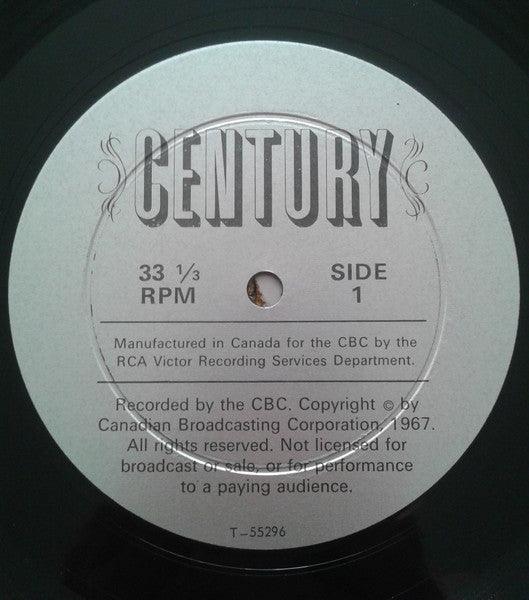 CENTURY
33 1/3 SIDE
RPM 1
Manufactured in Canada for the CBC by the
RCA Victor Recording Services Department.
Recorded by the CBC. Copyright © by
Canadian Broadcasting Corporation, 1967.
All rights reserved. Not licensed for
broadcast or sale, or for performance
to a paying audience.
T-55296